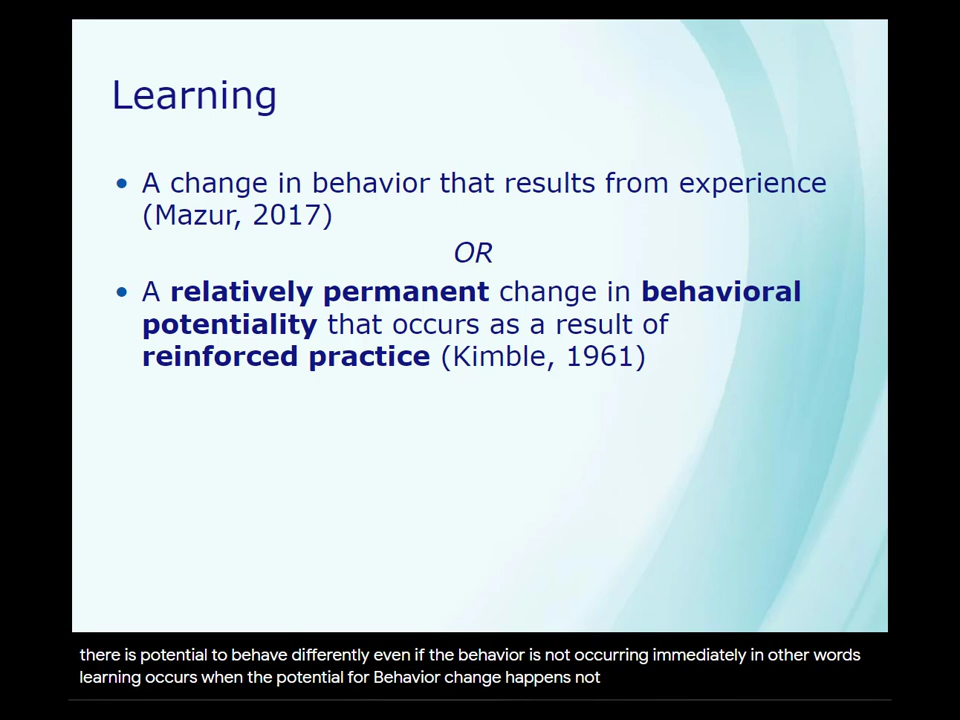 Learning
• A change in behavior that results from experience
(Mazur, 2017)
OR
• A relatively permanent change in behavioral
potentiality that occurs as a result of
reinforced practice (Kimble, 1961)
there is potential to behave differently even if the behavior is not occurring immediately in other words
learning occurs when the potential for Behavior change happens not